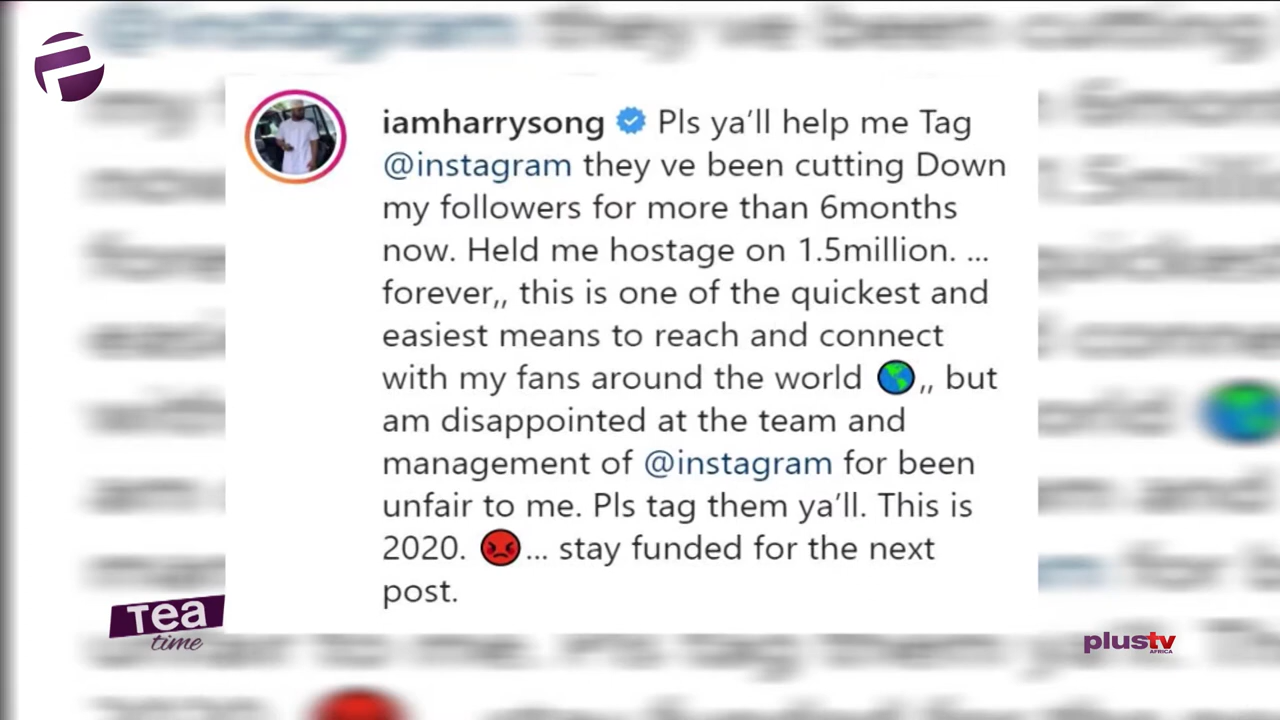 iamharrysong Pls ya'll help me Tag
@instagram they ve been cutting Down
my followers for more than 6months
now. Held me hostage on 1.5million. ...
forever,, this is one of the quickest and
easiest means to reach and connect
with my fans around the world 🌎,, but
am disappointed at the team and
management of @instagram for been
unfair to me. Pls tag them ya'll. This is
2020. 😡... stay funded for the next
post.
Tea
time
plustv
AFRICA